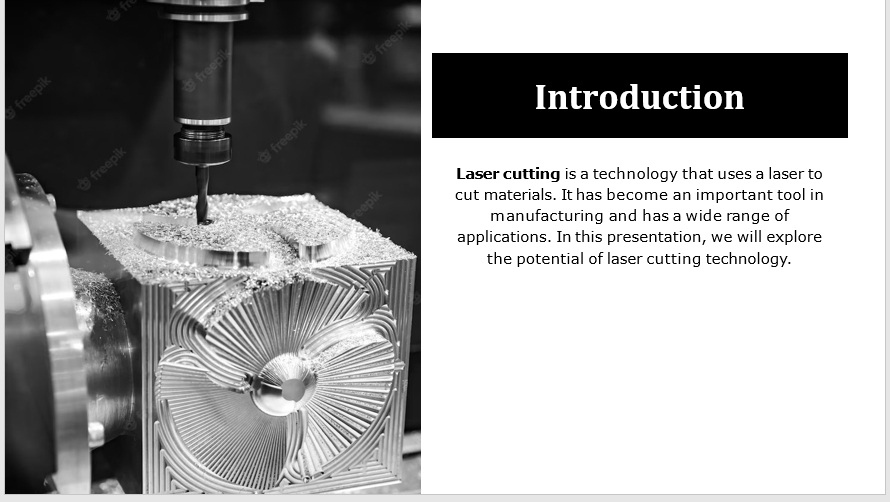 Introduction
Laser cutting is a technology that uses a laser to
cut materials. It has become an important tool in
manufacturing and has a wide range of
applications. In this presentation, we will explore
the potential of laser cutting technology.
freepik
freepik
freepik
freepik
freepik
freepik